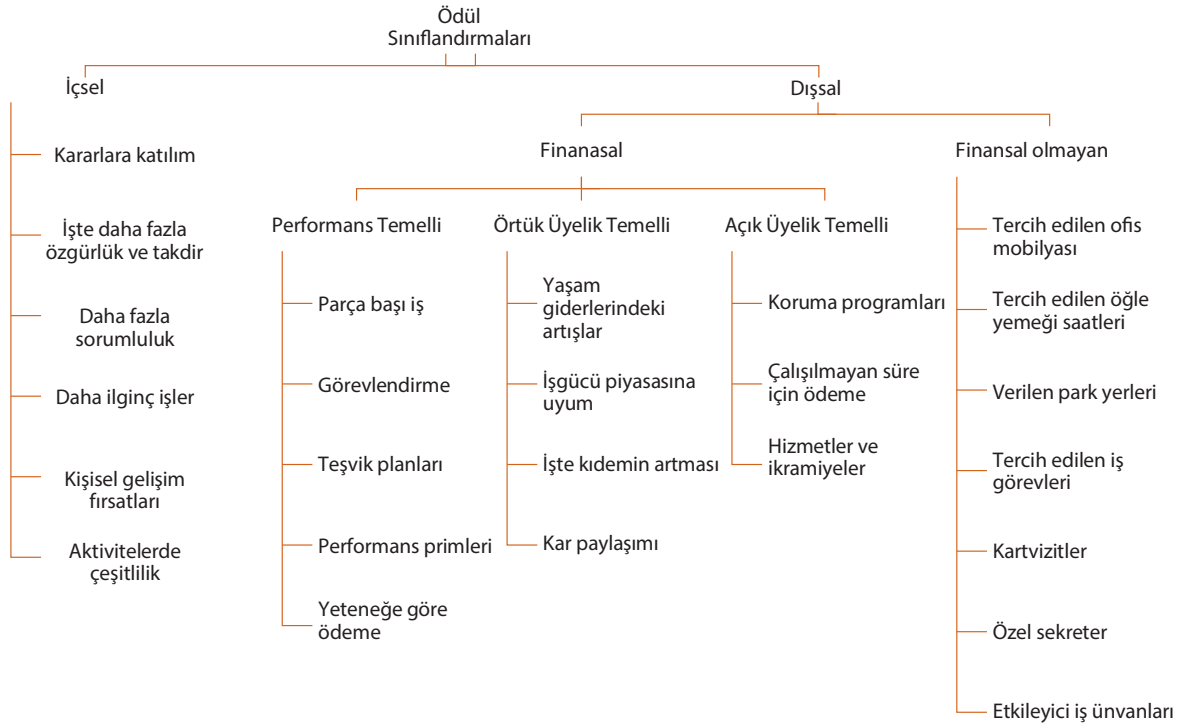 Ödül
Sınıflandırmaları
İçsel
Dışsal
Kararlara katılım
İşte daha fazla
özgürlük ve takdir
Daha fazla
sorumluluk
Daha ilginç işler
Kişisel gelişim
fırsatları
Aktivitelerde
çeşitlilik
Finanasal
Finansal olmayan
Performans Temelli
Parça başı iş
Görevlendirme
Teşvik planları
Performans primleri
Yeteneğe göre
ödeme
Örtük Üyelik Temelli
Yaşam
giderlerindeki
artışlar
İşgücü piyasasına
uyum
İşte kıdemin artması
Kar paylaşımı
Açık Üyelik Temelli
Koruma programları
Çalışılmayan süre
için ödeme
Hizmetler ve
ikramiyeler
Tercih edilen ofis
mobilyası
Tercih edilen öğle
yemeği saatleri
Verilen park yerleri
Tercih edilen iş
görevleri
Kartvizitler
Özel sekreter
Etkileyici iş ünvanları